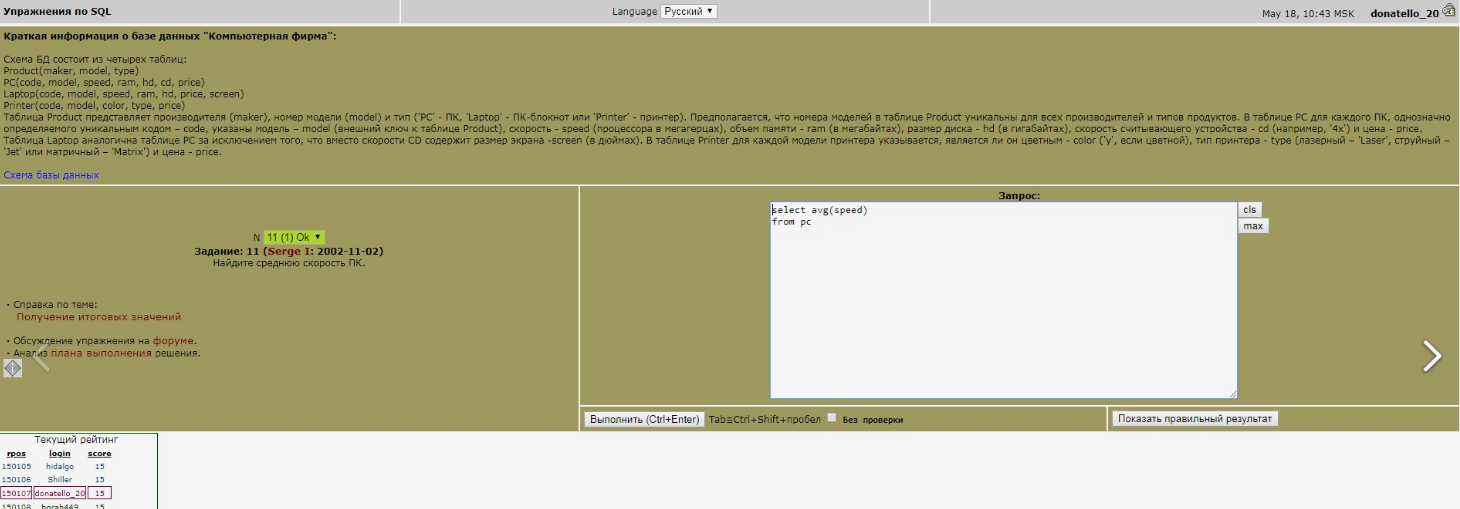 Упражнения по SQL
Language Русский
May 18, 10:43 MSK donatello_20
Краткая информация о базе данных "Компьютерная фирма":
Схема БД состоит из четырех таблиц:
Product(maker, model, type)
PC(code, model, speed, ram, hd, cd, price)
Laptop(code, model, speed, ram, hd, price, screen)
Printer(code, model, color, type, price)
Таблица Product представляет производителя (maker), номер модели (model) и тип ('PC' - ПК, 'Laptop' - ПК-блокнот или 'Printer' - принтер). Предполагается, что номера моделей в таблице Product уникальны для всех производителей и типов продуктов. В таблице PC для каждого ПК, однозначно
определяемого уникальным кодом – code, указаны модель – model (внешний ключ к таблице Product), скорость - speed (процессора в мегагерцах), объем памяти - ram (в мегабайтах), размер диска - hd (в гигабайтах), скорость считывающего устройства - cd (например, '4x') и цена - price.
Таблица Laptop аналогична таблице РС за исключением того, что вместо скорости CD содержит размер экрана -screen (в дюймах). В таблице Printer для каждой модели принтера указывается, является ли он цветным - color ('y', если цветной), тип принтера - type (лазерный – 'Laser', струйный –
'Jet' или матричный – 'Matrix') и цена - price.
Схема базы данных
N 11 (1) Ok
Задание: 11 (Serge I: 2002-11-02)
Найдите среднюю скорость ПК.
• Справка по теме:
Получение итоговых значений
• Обсуждение упражнения на форуме.
• Анализ плана выполнения решения.
Запрос:
select avg(speed)
from pc
cls
max
Выполнить (Ctrl+Enter) Tab≡Ctrl+Shift+пробел Без проверки
Показать правильный результат
Текущий рейтинг
rpos login score
150105 hidalgo 15
150106 Shiller 15
150107 donatello_20 15
150108 borah449 15